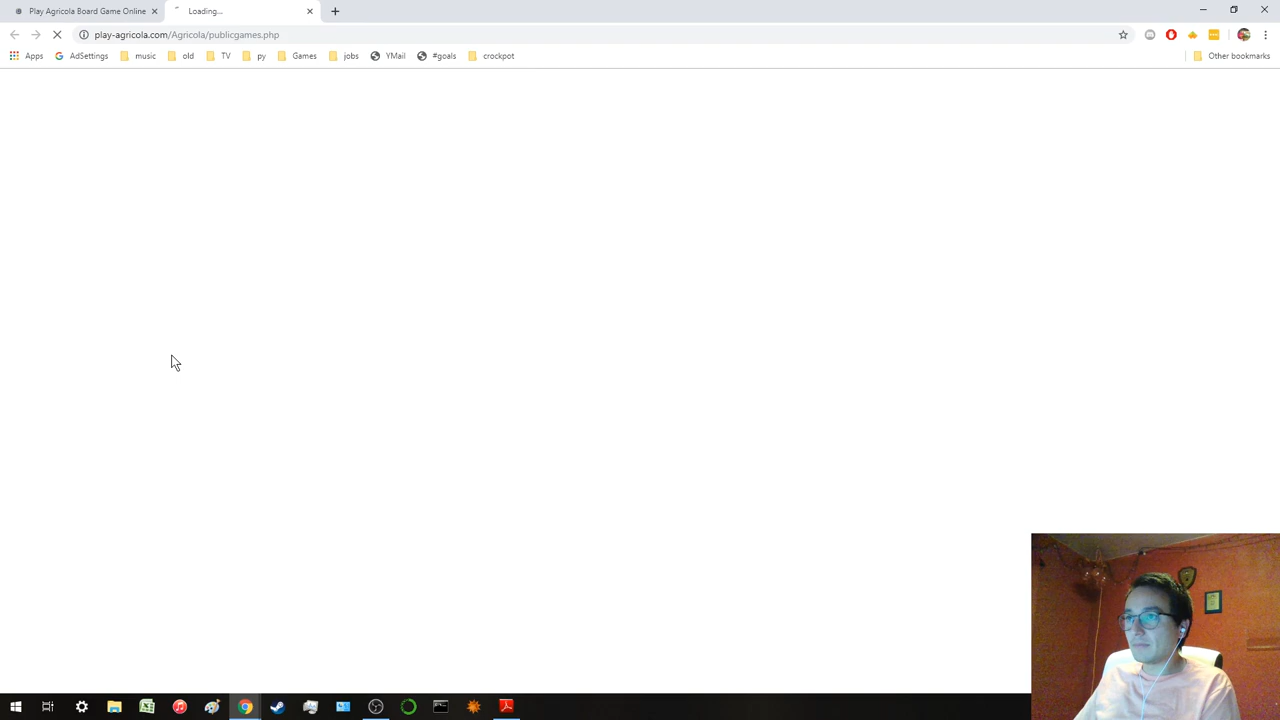 Play Agricola Board Game Online
Loading...
play-agricola.com/Agricola/publicgames.php
Apps AdSettings music old TV py Games jobs YMail #goals crockpot Other bookmarks